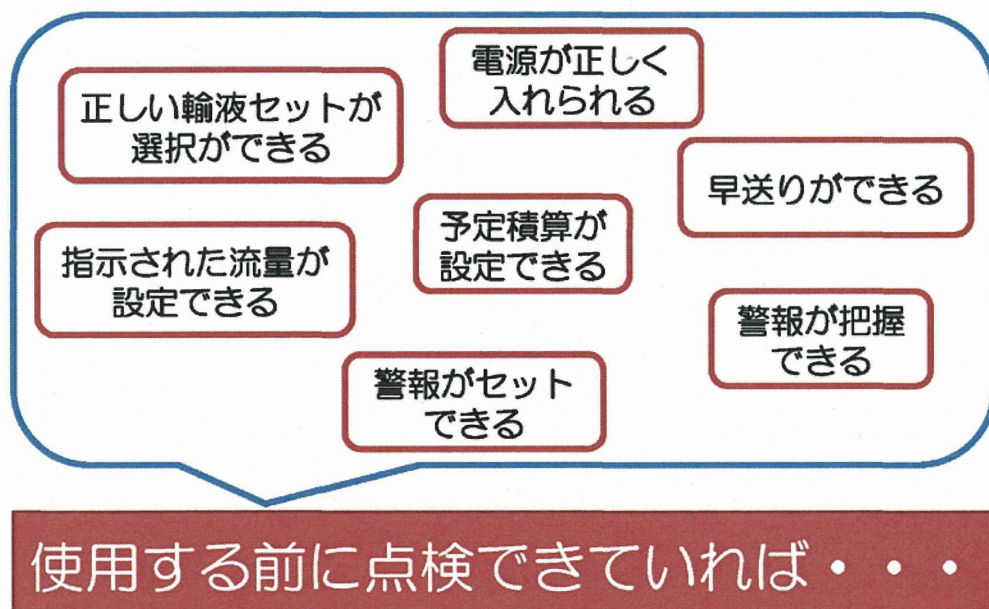 電源が正しく
入れられる
正しい輸液セットが
選択ができる
早送りができる
予定積算が
設定できる
指示された流量が
設定できる
警報が把握
できる
警報がセット
できる
使用する前に点検できていれば・・・